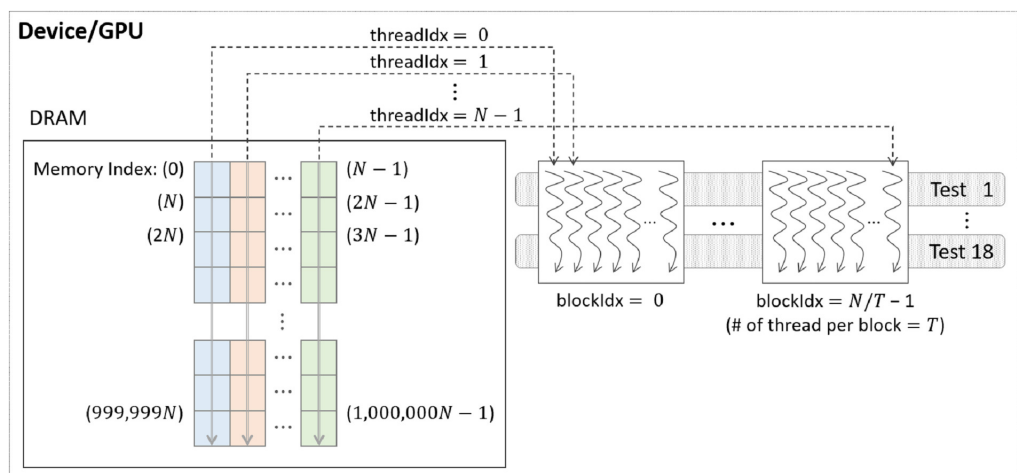 Device/GPU
threadIdx = 0
threadIdx = 1
⋮
threadIdx = N − 1
DRAM
Memory Index: (0) ... (N − 1)
(N) ... (2N − 1)
(2N) ... (3N − 1)
...
⋮
...
...
(999,999N) ... (1,000,000N − 1)
... ... ... Test 1
⋮
Test 18
blockIdx = 0
blockIdx = N/T − 1
(# of thread per block = T)